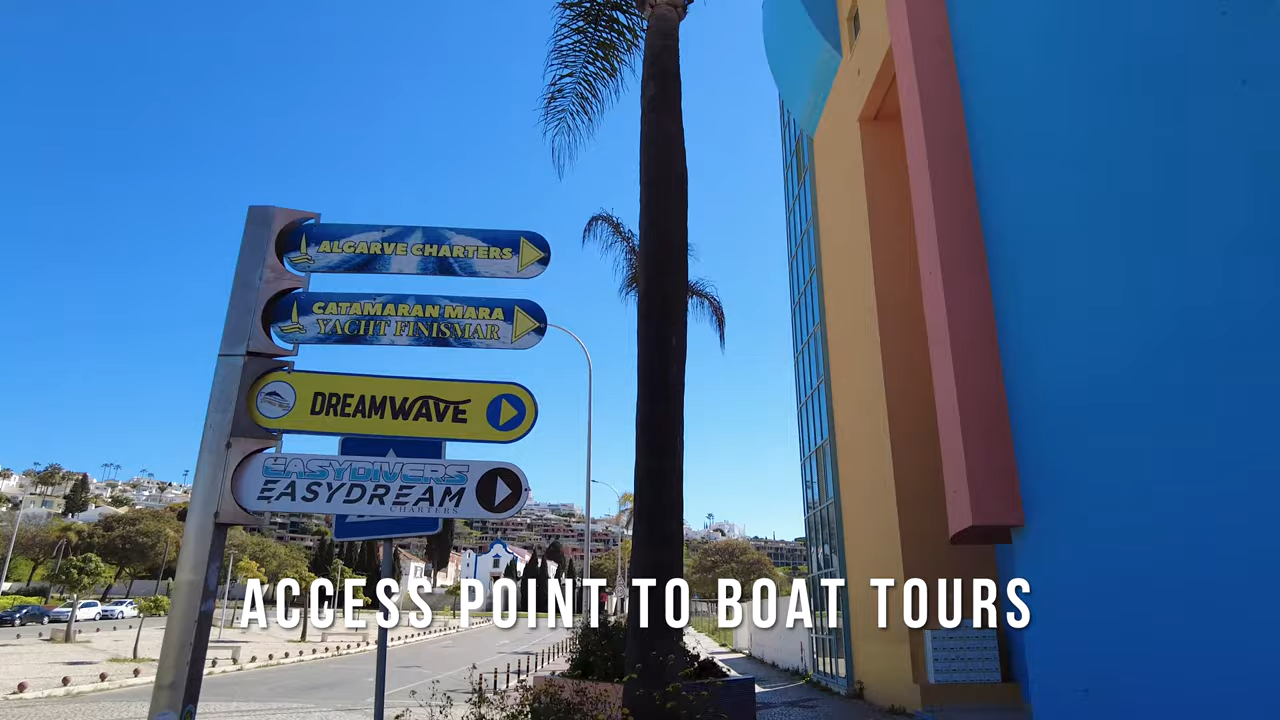 ALGARVE CHARTERS
CATAMARAN MARA
YACHT FINISMAR
DREAMWAVE
EASYDIVERS
EASYDREAM
CHARTERS
ACCESS POINT TO BOAT TOURS